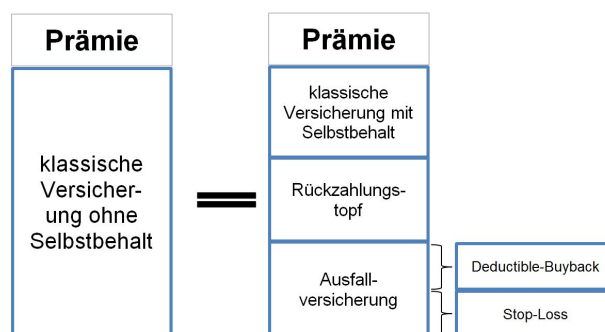 Prämie
klassische
Versicher-
ung ohne
Selbstbehalt
Prämie
klassische
Versicherung mit
Selbstbehalt
Rückzahlungs-
topf
Ausfall-
versicherung
Deductible-Buyback
Stop-Loss